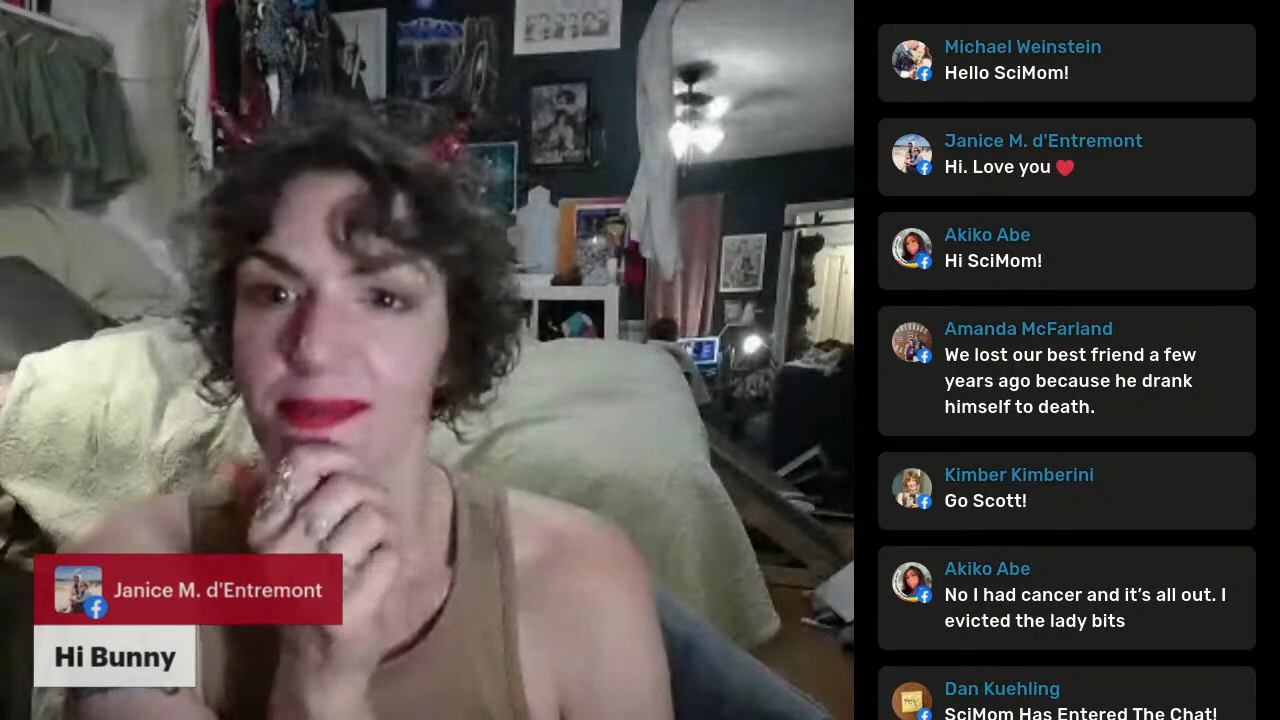 Michael Weinstein
Hello SciMom!
Janice M. d'Entremont
Hi. Love you ❤️
Akiko Abe
Hi SciMom!
Amanda McFarland
We lost our best friend a few
years ago because he drank
himself to death.
Kimber Kimberini
Go Scott!
Akiko Abe
No I had cancer and it’s all out. I
evicted the lady bits
Dan Kuehling
SciMom Has Entered The Chat!
Janice M. d'Entremont
Hi Bunny